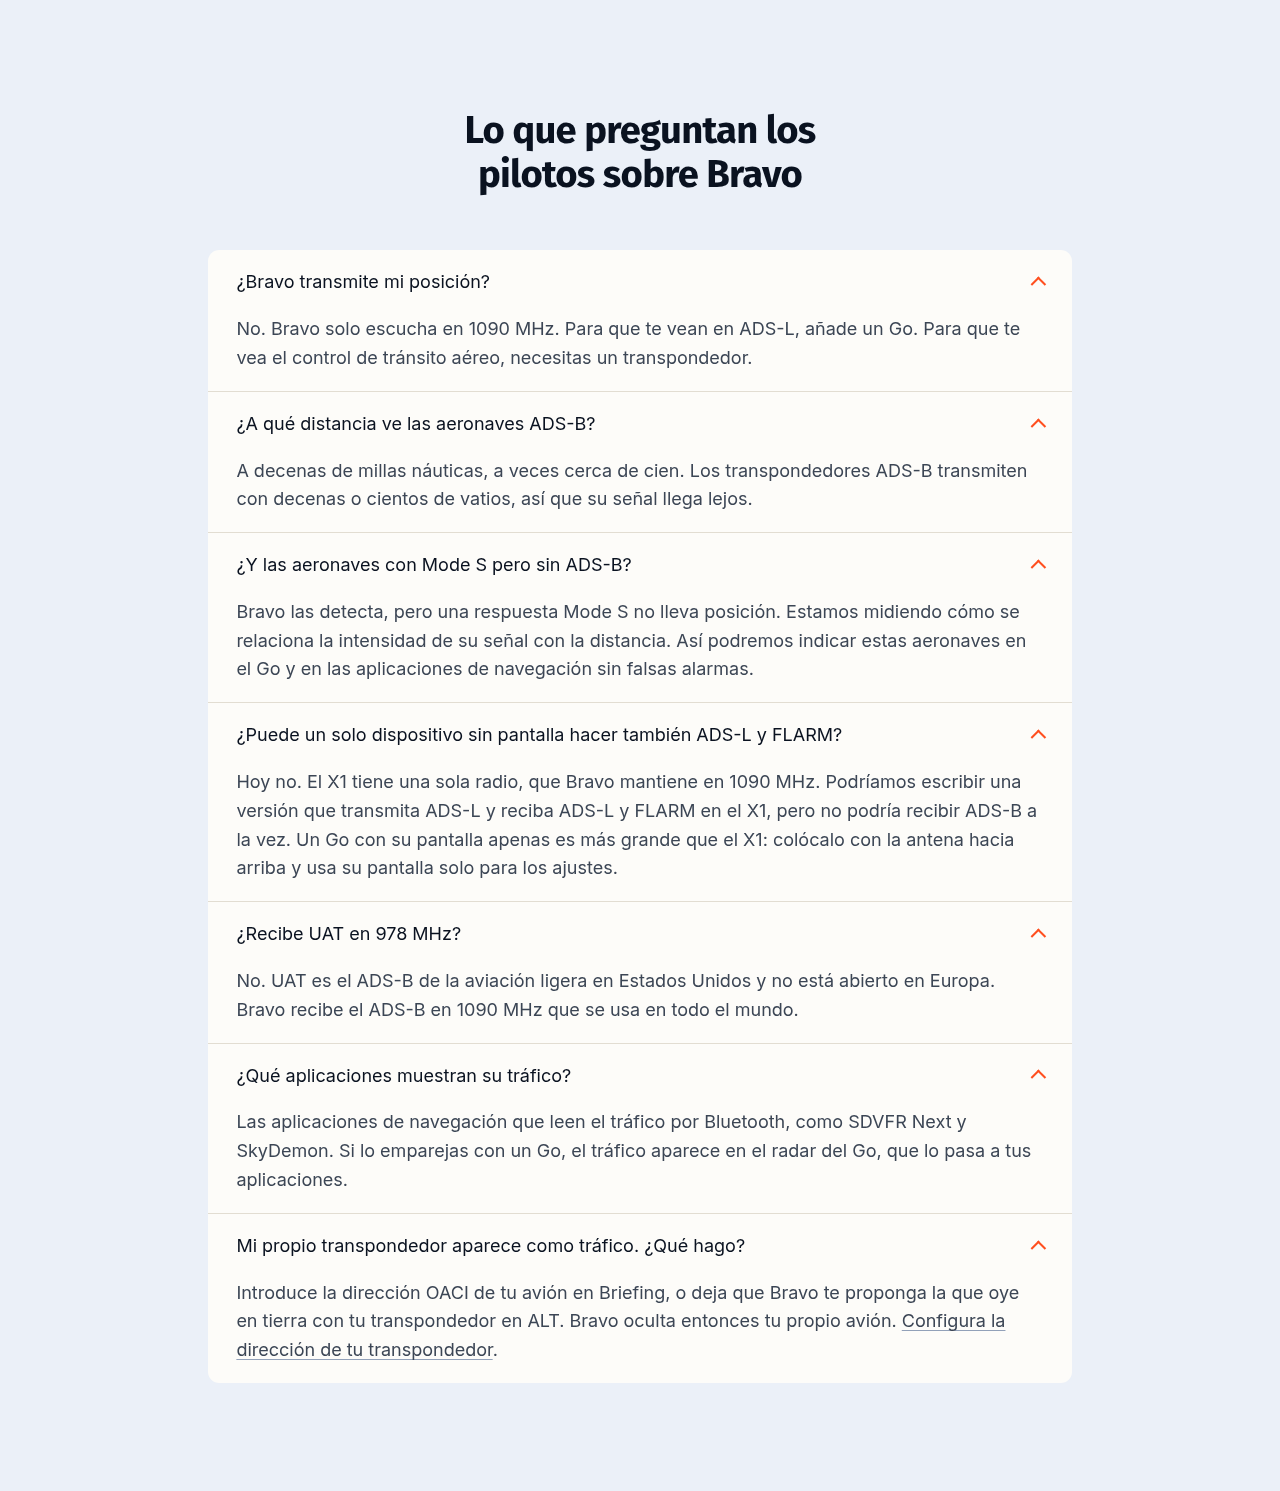 Lo que preguntan los
pilotos sobre Bravo
¿Bravo transmite mi posición?
No. Bravo solo escucha en 1090 MHz. Para que te vean en ADS-L, añade un Go. Para que te
vea el control de tránsito aéreo, necesitas un transpondedor.
¿A qué distancia ve las aeronaves ADS-B?
A decenas de millas náuticas, a veces cerca de cien. Los transpondedores ADS-B transmiten
con decenas o cientos de vatios, así que su señal llega lejos.
¿Y las aeronaves con Mode S pero sin ADS-B?
Bravo las detecta, pero una respuesta Mode S no lleva posición. Estamos midiendo cómo se
relaciona la intensidad de su señal con la distancia. Así podremos indicar estas aeronaves en
el Go y en las aplicaciones de navegación sin falsas alarmas.
¿Puede un solo dispositivo sin pantalla hacer también ADS-L y FLARM?
Hoy no. El X1 tiene una sola radio, que Bravo mantiene en 1090 MHz. Podríamos escribir una
versión que transmita ADS-L y reciba ADS-L y FLARM en el X1, pero no podría recibir ADS-B a
la vez. Un Go con su pantalla apenas es más grande que el X1: colócalo con la antena hacia
arriba y usa su pantalla solo para los ajustes.
¿Recibe UAT en 978 MHz?
No. UAT es el ADS-B de la aviación ligera en Estados Unidos y no está abierto en Europa.
Bravo recibe el ADS-B en 1090 MHz que se usa en todo el mundo.
¿Qué aplicaciones muestran su tráfico?
Las aplicaciones de navegación que leen el tráfico por Bluetooth, como SDVFR Next y
SkyDemon. Si lo emparejas con un Go, el tráfico aparece en el radar del Go, que lo pasa a tus
aplicaciones.
Mi propio transpondedor aparece como tráfico. ¿Qué hago?
Introduce la dirección OACI de tu avión en Briefing, o deja que Bravo te proponga la que oye
en tierra con tu transpondedor en ALT. Bravo oculta entonces tu propio avión. Configura la
dirección de tu transpondedor.